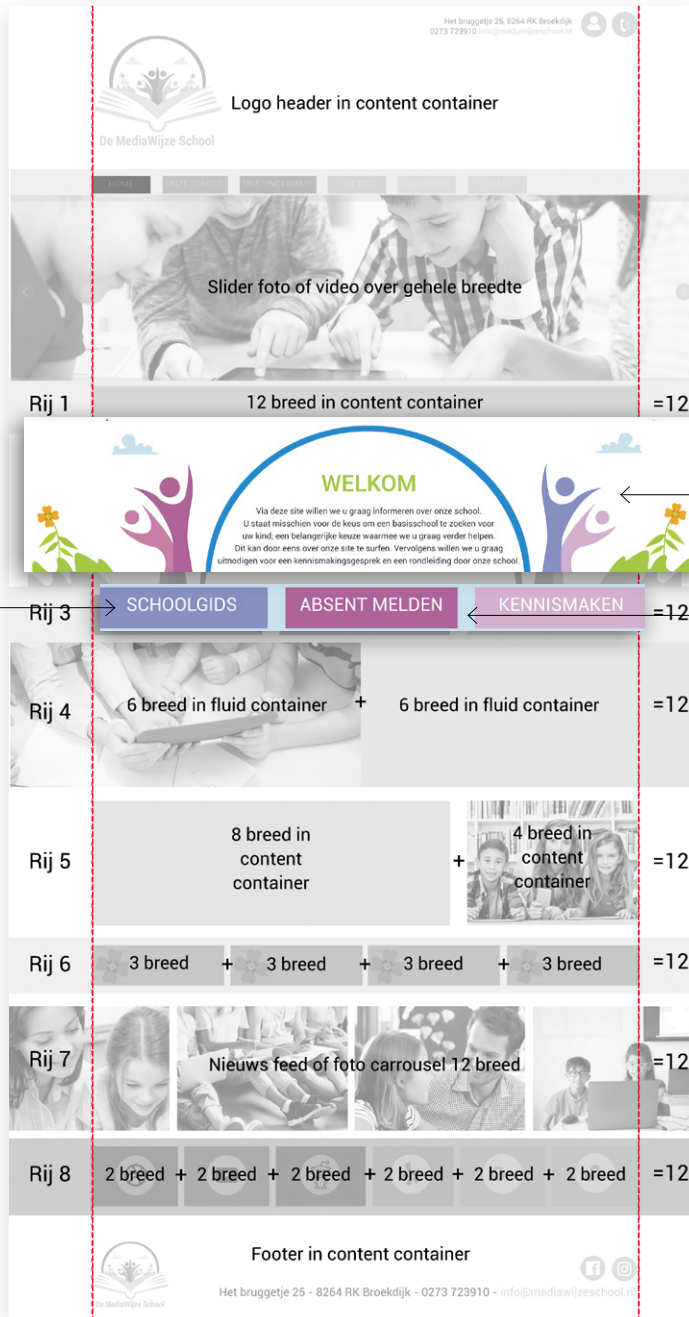 Het bruggetje 25, 8264 RK Broekdijk
0273 723910 info@mediawijzeschool.nl
Logo header in content container
De MediaWijze School
HOME ONZE SCHOOL ONS ONDERWIJS OUDERS VACATURES CONTACT
Slider foto of video over gehele breedte
Rij 1 12 breed in content container =12
WELKOM
Via deze site willen we u graag informeren over onze school.
U staat misschien voor de keus om een basisschool te zoeken voor
uw kind; een belangrijke keuze waarmee we u graag verder helpen.
Dit kan door eens over onze site te surfen. Vervolgens willen we u graag
uitnodigen voor een kennismakingsgesprek en een rondleiding door onze school.
Rij 3 SCHOOLGIDS ABSENT MELDEN KENNISMAKEN =12
Rij 4 6 breed in fluid container + 6 breed in fluid container =12
8 breed in
content
container
Rij 5 + 4 breed in
content
container
=12
Rij 6 3 breed + 3 breed + 3 breed + 3 breed =12
Rij 7 Nieuws feed of foto carrousel 12 breed =12
Rij 8 2 breed + 2 breed + 2 breed + 2 breed + 2 breed + 2 breed =12
Footer in content container
Het bruggetje 25 - 8264 RK Broekdijk - 0273 723910 - info@mediawijzeschool.nl
De MediaWijze School